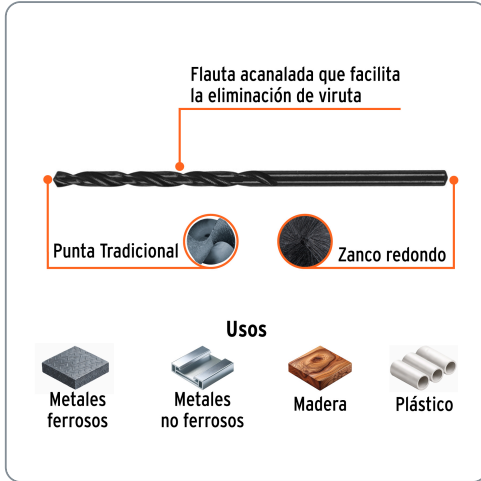 Flauta acanalada que facilita
la eliminación de viruta
Punta Tradicional
Zanco redondo
Usos
Metales
ferrosos
Metales
no ferrosos
Madera
Plástico